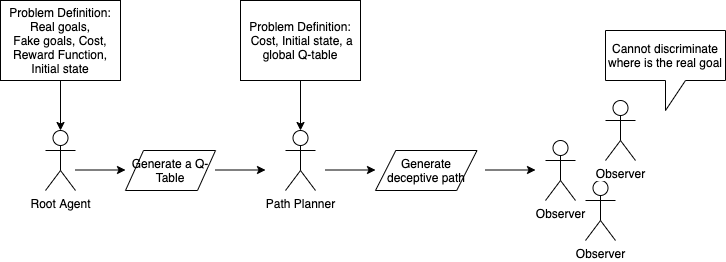 Problem Definition:
Real goals,
Fake goals, Cost,
Reward Function,
Initial state
Problem Definition:
Cost, Initial state, a
global Q-table
Cannot discriminate
where is the real goal
Generate a Q-
Table
Generate
deceptive path
Root Agent
Path Planner
Observer
Observer
Observer